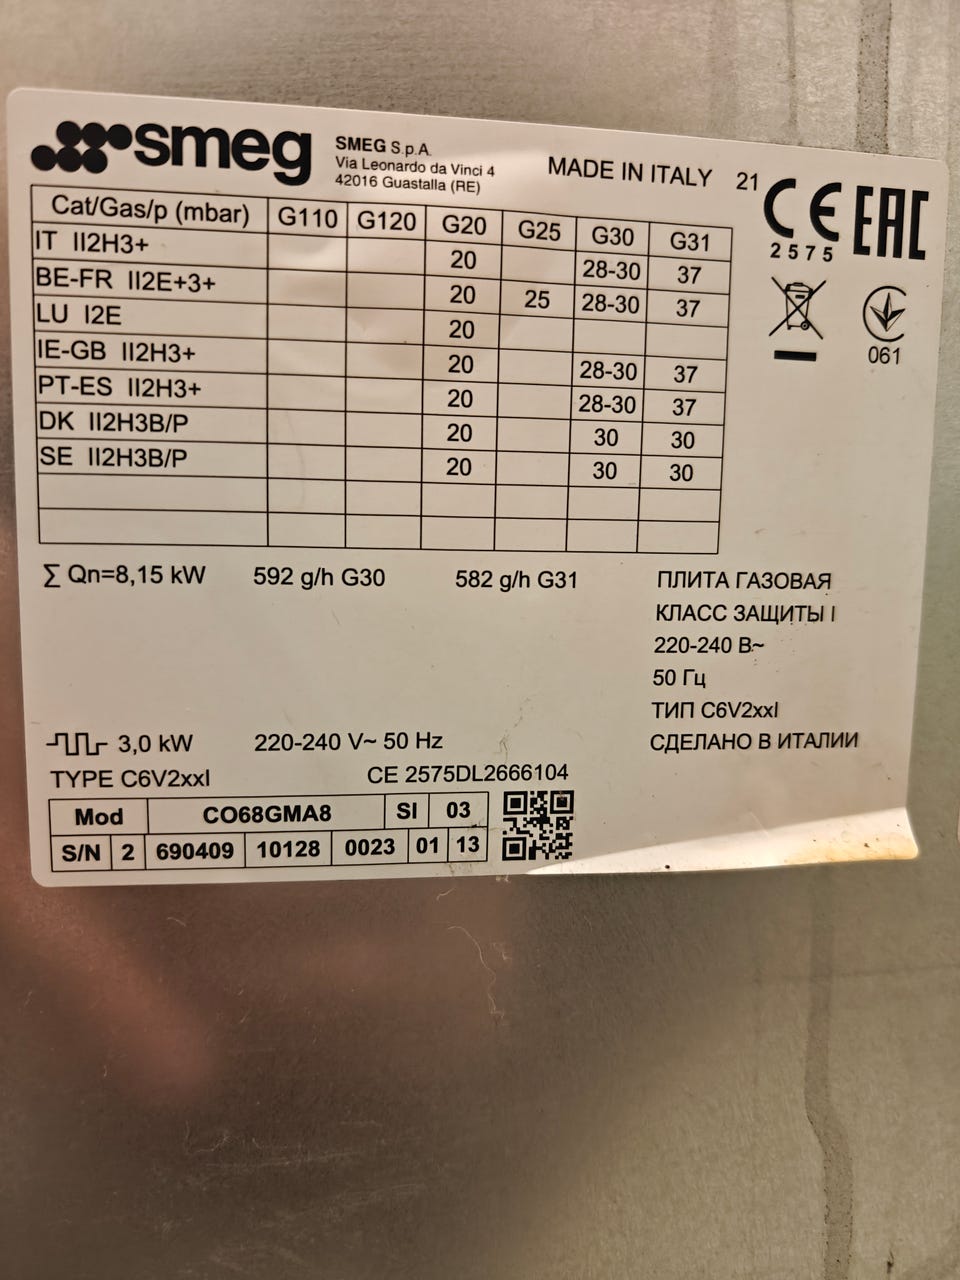 smeg
SMEG S.p.A.
Via Leonardo da Vinci 4
42016 Guastalla (RE)
MADE IN ITALY 21
CE EAC
2575
061
Cat/Gas/p (mbar) G110 G120 G20 G25 G30 G31
IT II2H3+ 20 28-30 37
BE-FR II2E+3+ 20 25 28-30 37
LU I2E 20
IE-GB II2H3+ 20 28-30 37
PT-ES II2H3+ 20 28-30 37
DK II2H3B/P 20 30 30
SE II2H3B/P 20 30 30
Σ Qn=8,15 kW 592 g/h G30 582 g/h G31
ПЛИТА ГАЗОВАЯ
КЛАСС ЗАЩИТЫ I
220-240 В~
50 Гц
ТИП C6V2xxI
СДЕЛАНО В ИТАЛИИ
3,0 kW 220-240 V~ 50 Hz
TYPE C6V2xxI CE 2575DL2666104
Mod CO68GMA8 SI 03
S/N 2 690409 10128 0023 01 13